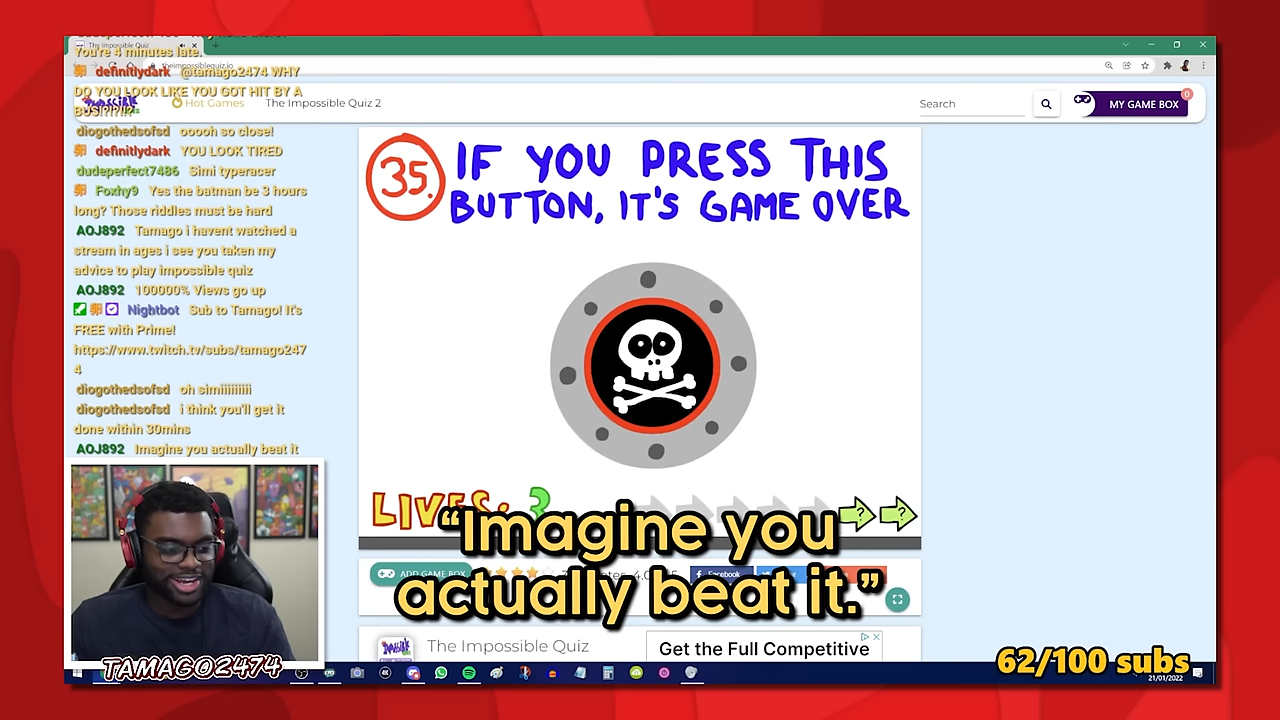 The Impossible Quiz
You're 4 minutes late.
theimpossiblequiz.io
definitlydark @tamago2474 WHY
DO YOU LOOK LIKE YOU GOT HIT BY A
BUS!?!?!?
Hot Games
The Impossible Quiz 2
Search
MY GAME BOX
0
diogothedsofsd ooooh so close!
definitlydark YOU LOOK TIRED
dudeperfect7486 Simi typeracer
Foxhy9 Yes the batman be 3 hours
long? Those riddles must be hard
AOJ892 Tamago i havent watched a
stream in ages i see you taken my
advice to play impossible quiz
AOJ892 100000% Views go up
Nightbot Sub to Tamago! It's
FREE with Prime!
https://www.twitch.tv/subs/tamago247
4
diogothedsofsd oh simiiiiiiiii
diogothedsofsd i think you'll get it
done within 30mins
AOJ892 Imagine you actually beat it
35.
IF YOU PRESS THIS
BUTTON, IT'S GAME OVER
LIVES: 3
? ?
“Imagine you
actually beat it.”
ADD GAME BOX
Facebook
The Impossible Quiz
Get the Full Competitive
TAMAGO2474
62/100 subs
21/01/2022